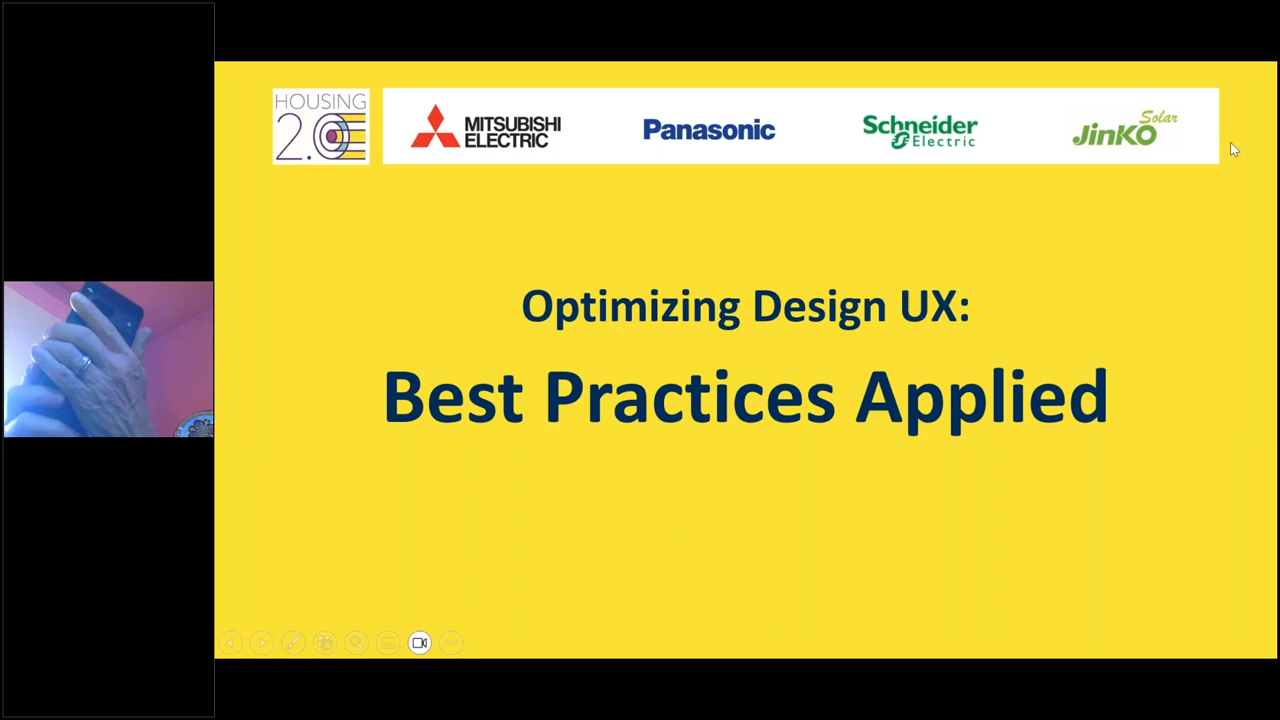 HOUSING
2.0
MITSUBISHI
ELECTRIC
Panasonic
Schneider
Electric
Solar
JinKO
Optimizing Design UX:
Best Practices Applied